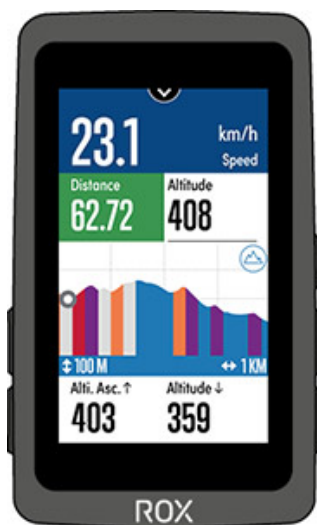 23.1 km/h
Speed
Distance Altitude
62.72 408
100 M 1 KM
Alti. Asc.↑ Altitude↓
403 359
ROX